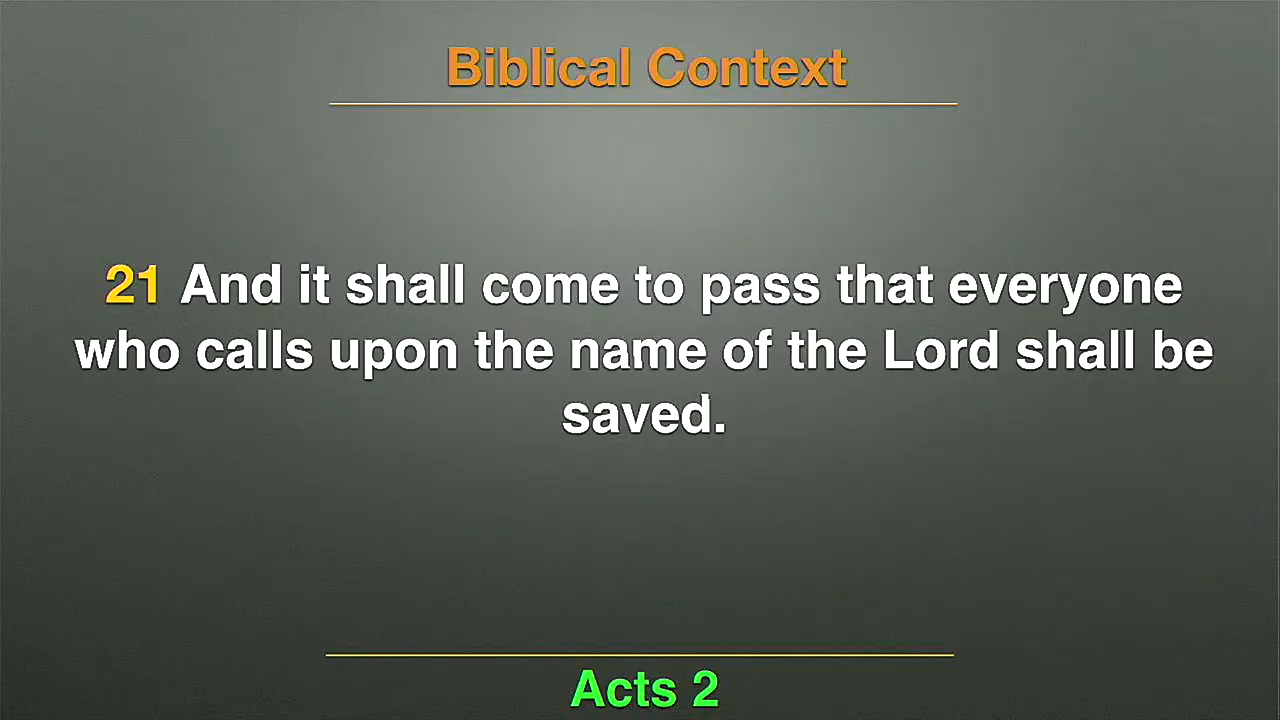 Biblical Context
21 And it shall come to pass that everyone
who calls upon the name of the Lord shall be
saved.
Acts 2